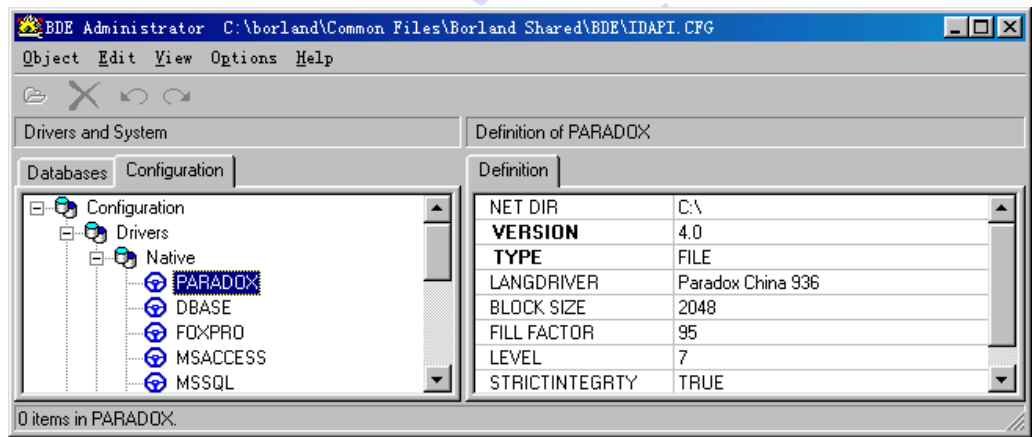 BDE Administrator C:\borland\Common Files\Borland Shared\BDE\IDAPI.CFG
Object Edit View Options Help
Drivers and System
Definition of PARADOX
Databases Configuration
Definition
Configuration
Drivers
Native
PARADOX
DBASE
FOXPRO
MSACCESS
MSSQL
NET DIR C:\
VERSION 4.0
TYPE FILE
LANGDRIVER Paradox China 936
BLOCK SIZE 2048
FILL FACTOR 95
LEVEL 7
STRICTINTEGRTY TRUE
0 items in PARADOX.